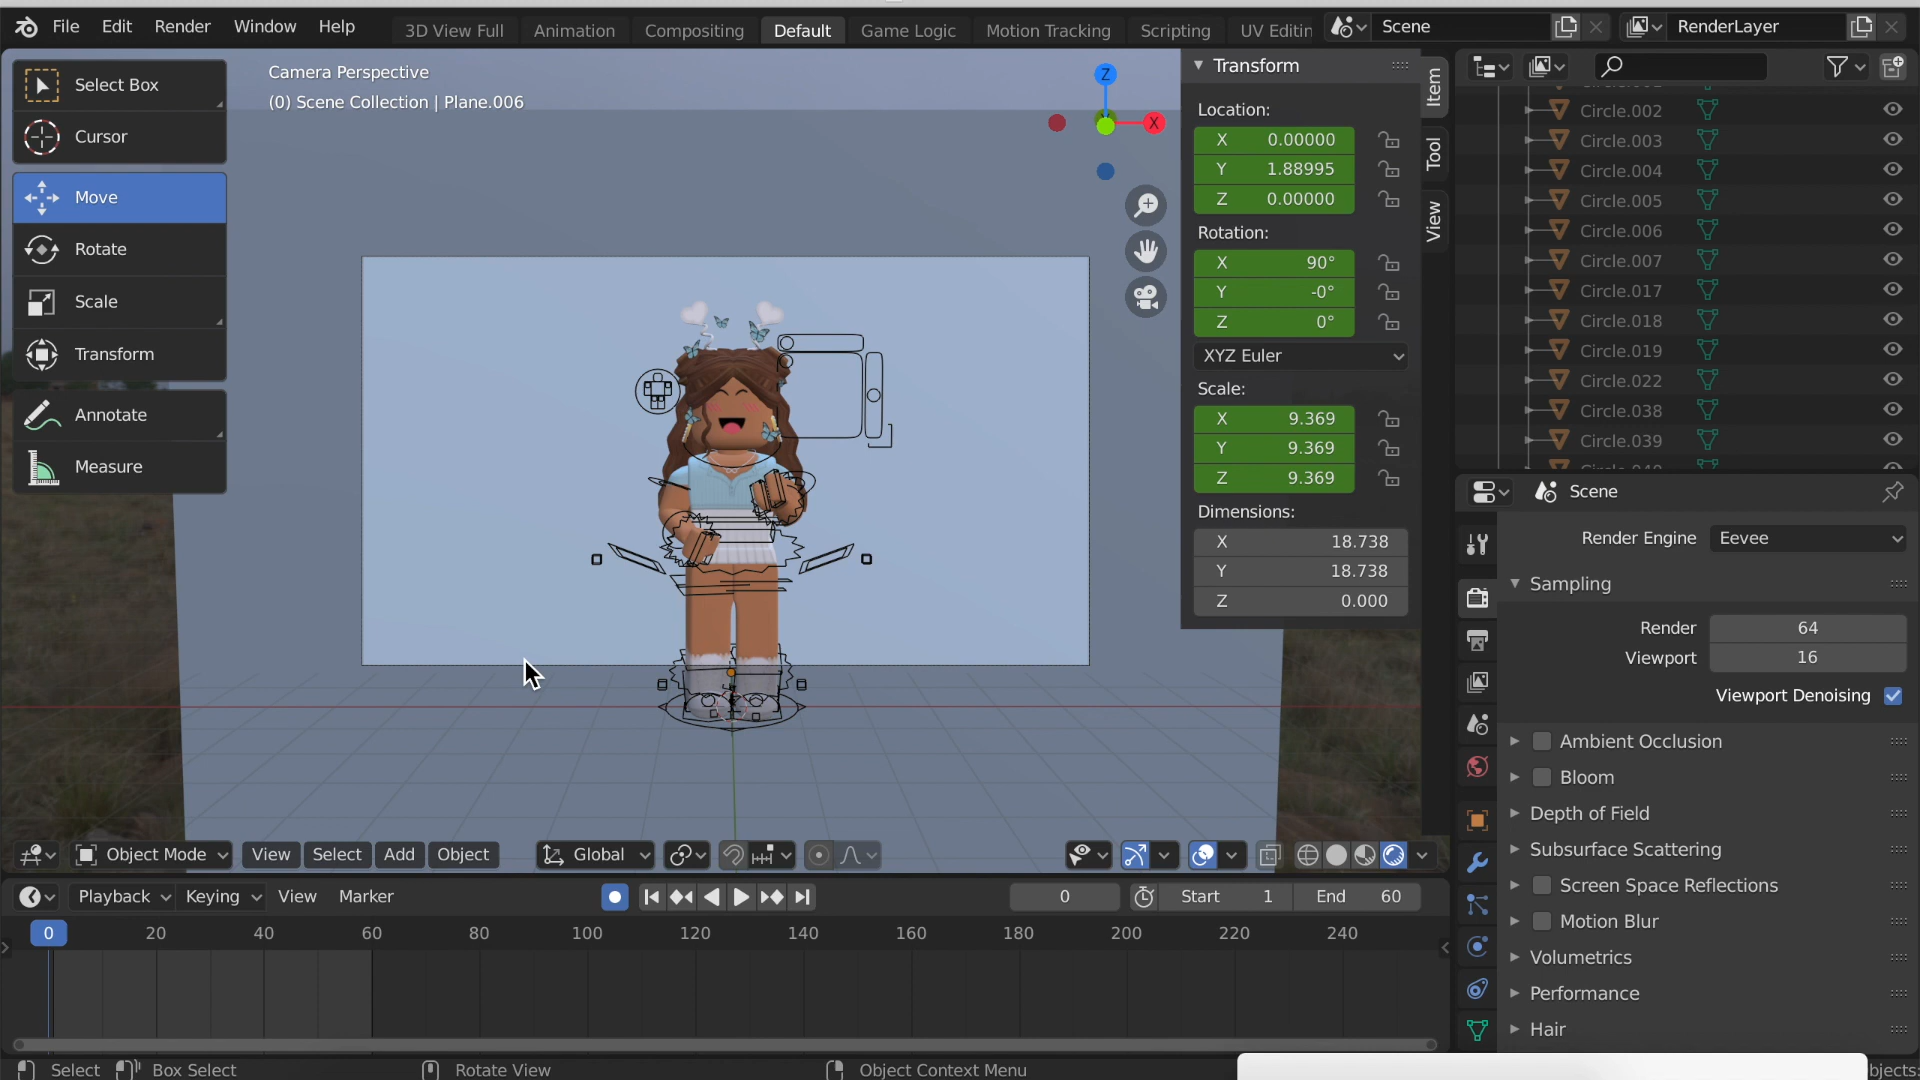 File Edit Render Window Help 3D View Full Animation Compositing Default Game Logic Motion Tracking Scripting UV Editin Scene RenderLayer
Select Box
Cursor
Move
Rotate
Scale
Transform
Annotate
Measure
Camera Perspective
(0) Scene Collection | Plane.006
Z
X
Transform
Location:
X 0.00000
Y 1.88995
Z 0.00000
Rotation:
X 90°
Y -0°
Z 0°
XYZ Euler
Scale:
X 9.369
Y 9.369
Z 9.369
Dimensions:
X 18.738
Y 18.738
Z 0.000
Item
Tool
View
Circle.002
Circle.003
Circle.004
Circle.005
Circle.006
Circle.007
Circle.017
Circle.018
Circle.019
Circle.022
Circle.038
Circle.039
Scene
Render Engine Eevee
Sampling
Render 64
Viewport 16
Viewport Denoising
Ambient Occlusion
Bloom
Depth of Field
Subsurface Scattering
Screen Space Reflections
Motion Blur
Volumetrics
Performance
Hair
Object Mode View Select Add Object Global
Playback Keying View Marker 0 Start 1 End 60
0 20 40 60 80 100 120 140 160 180 200 220 240
Select Box Select Rotate View Object Context Menu bjects: